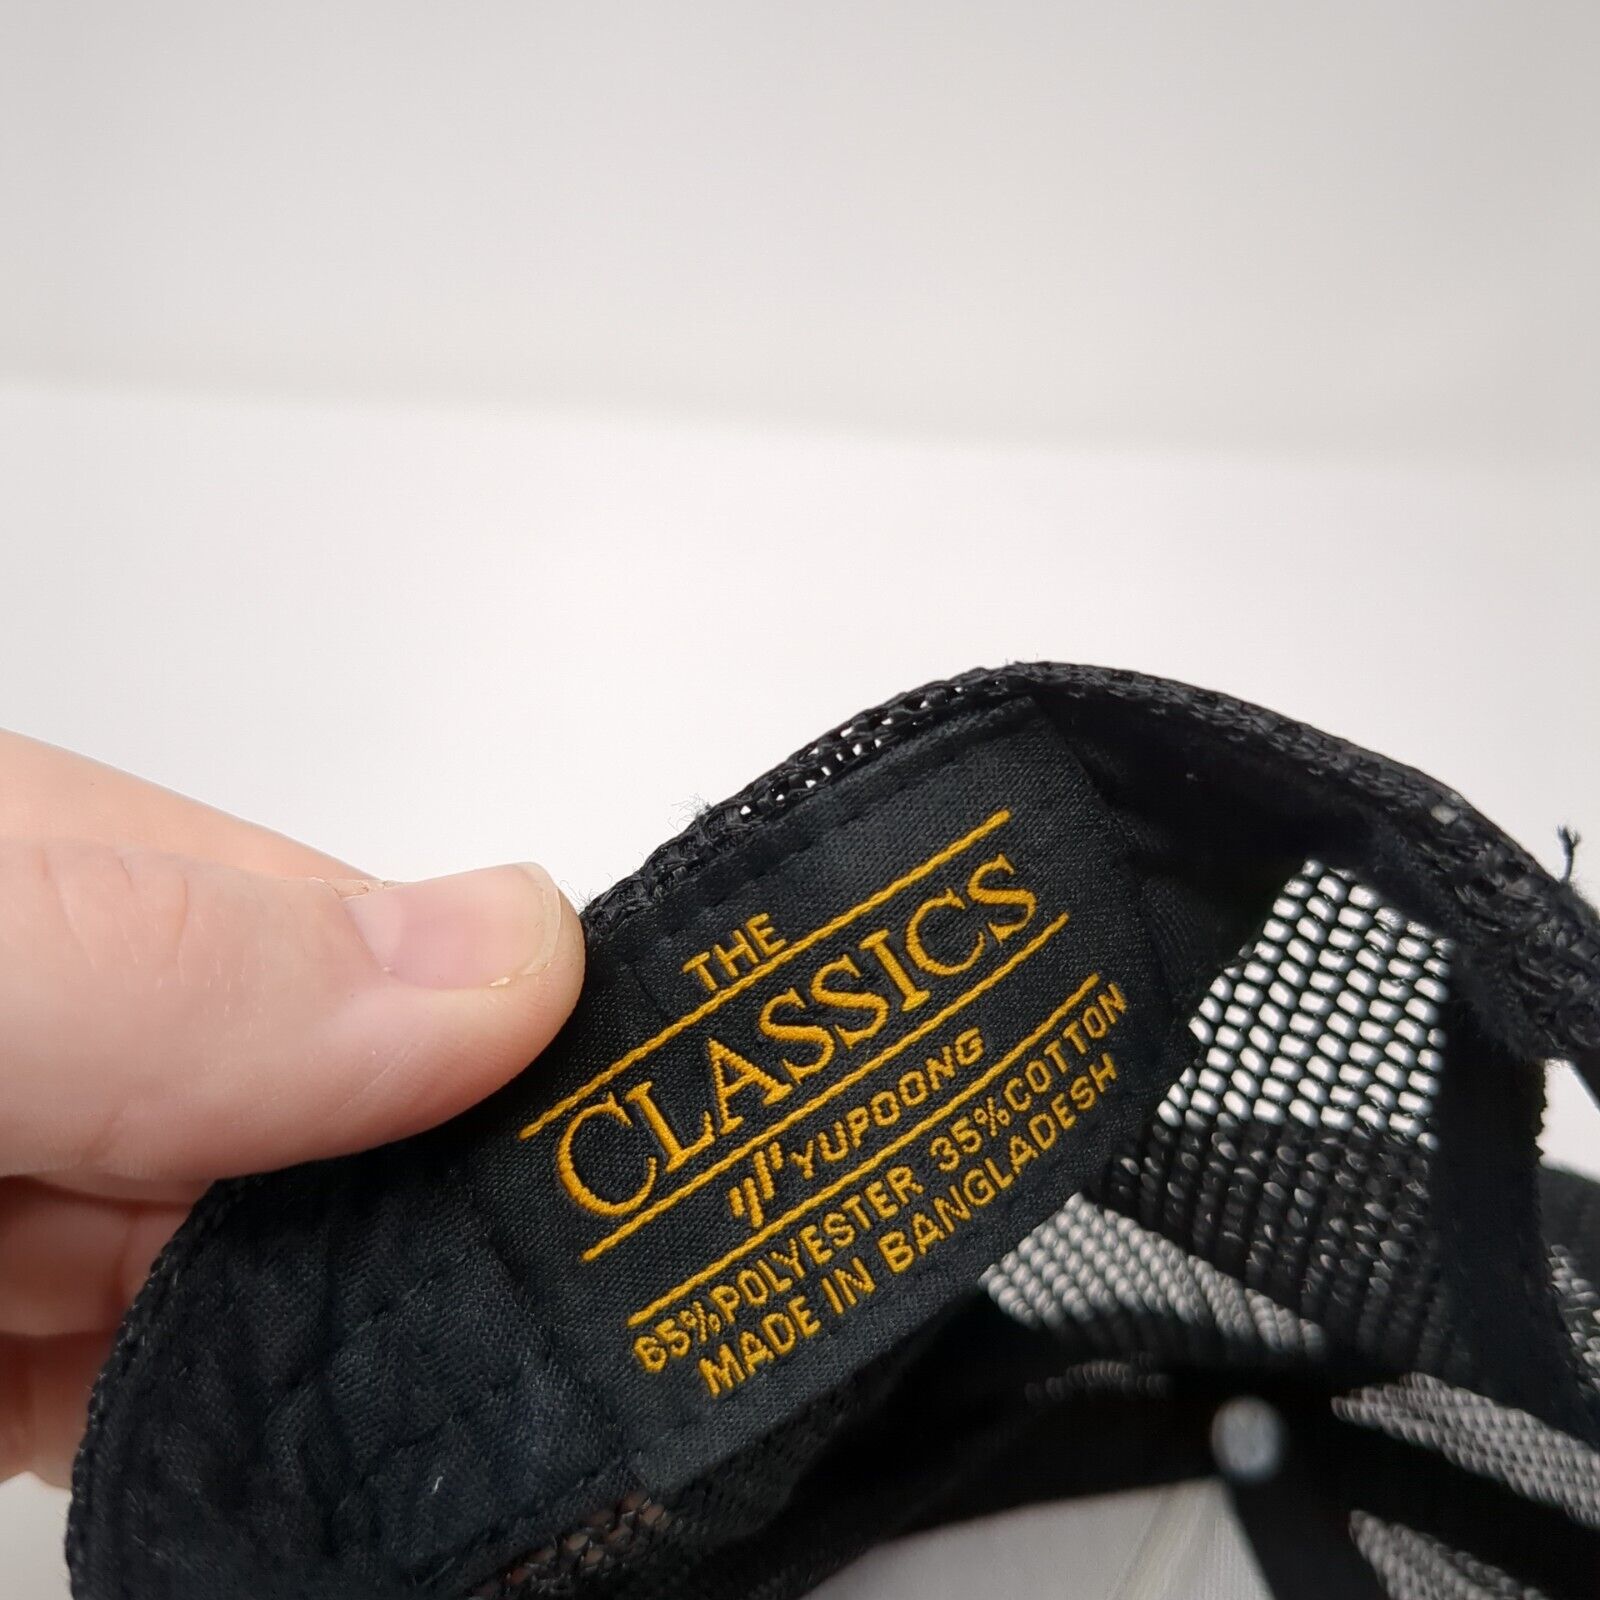 THE
CLASSICS
YUPOONG
65%POLYESTER 35%COTTON
MADE IN BANGLADESH